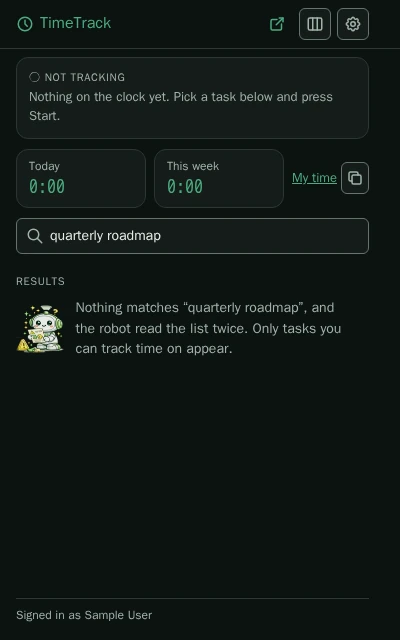 TimeTrack
NOT TRACKING
Nothing on the clock yet. Pick a task below and press
Start.
Today
0:00
This week
0:00
My time
quarterly roadmap
RESULTS
Nothing matches “quarterly roadmap”, and
the robot read the list twice. Only tasks you
can track time on appear.
Signed in as Sample User